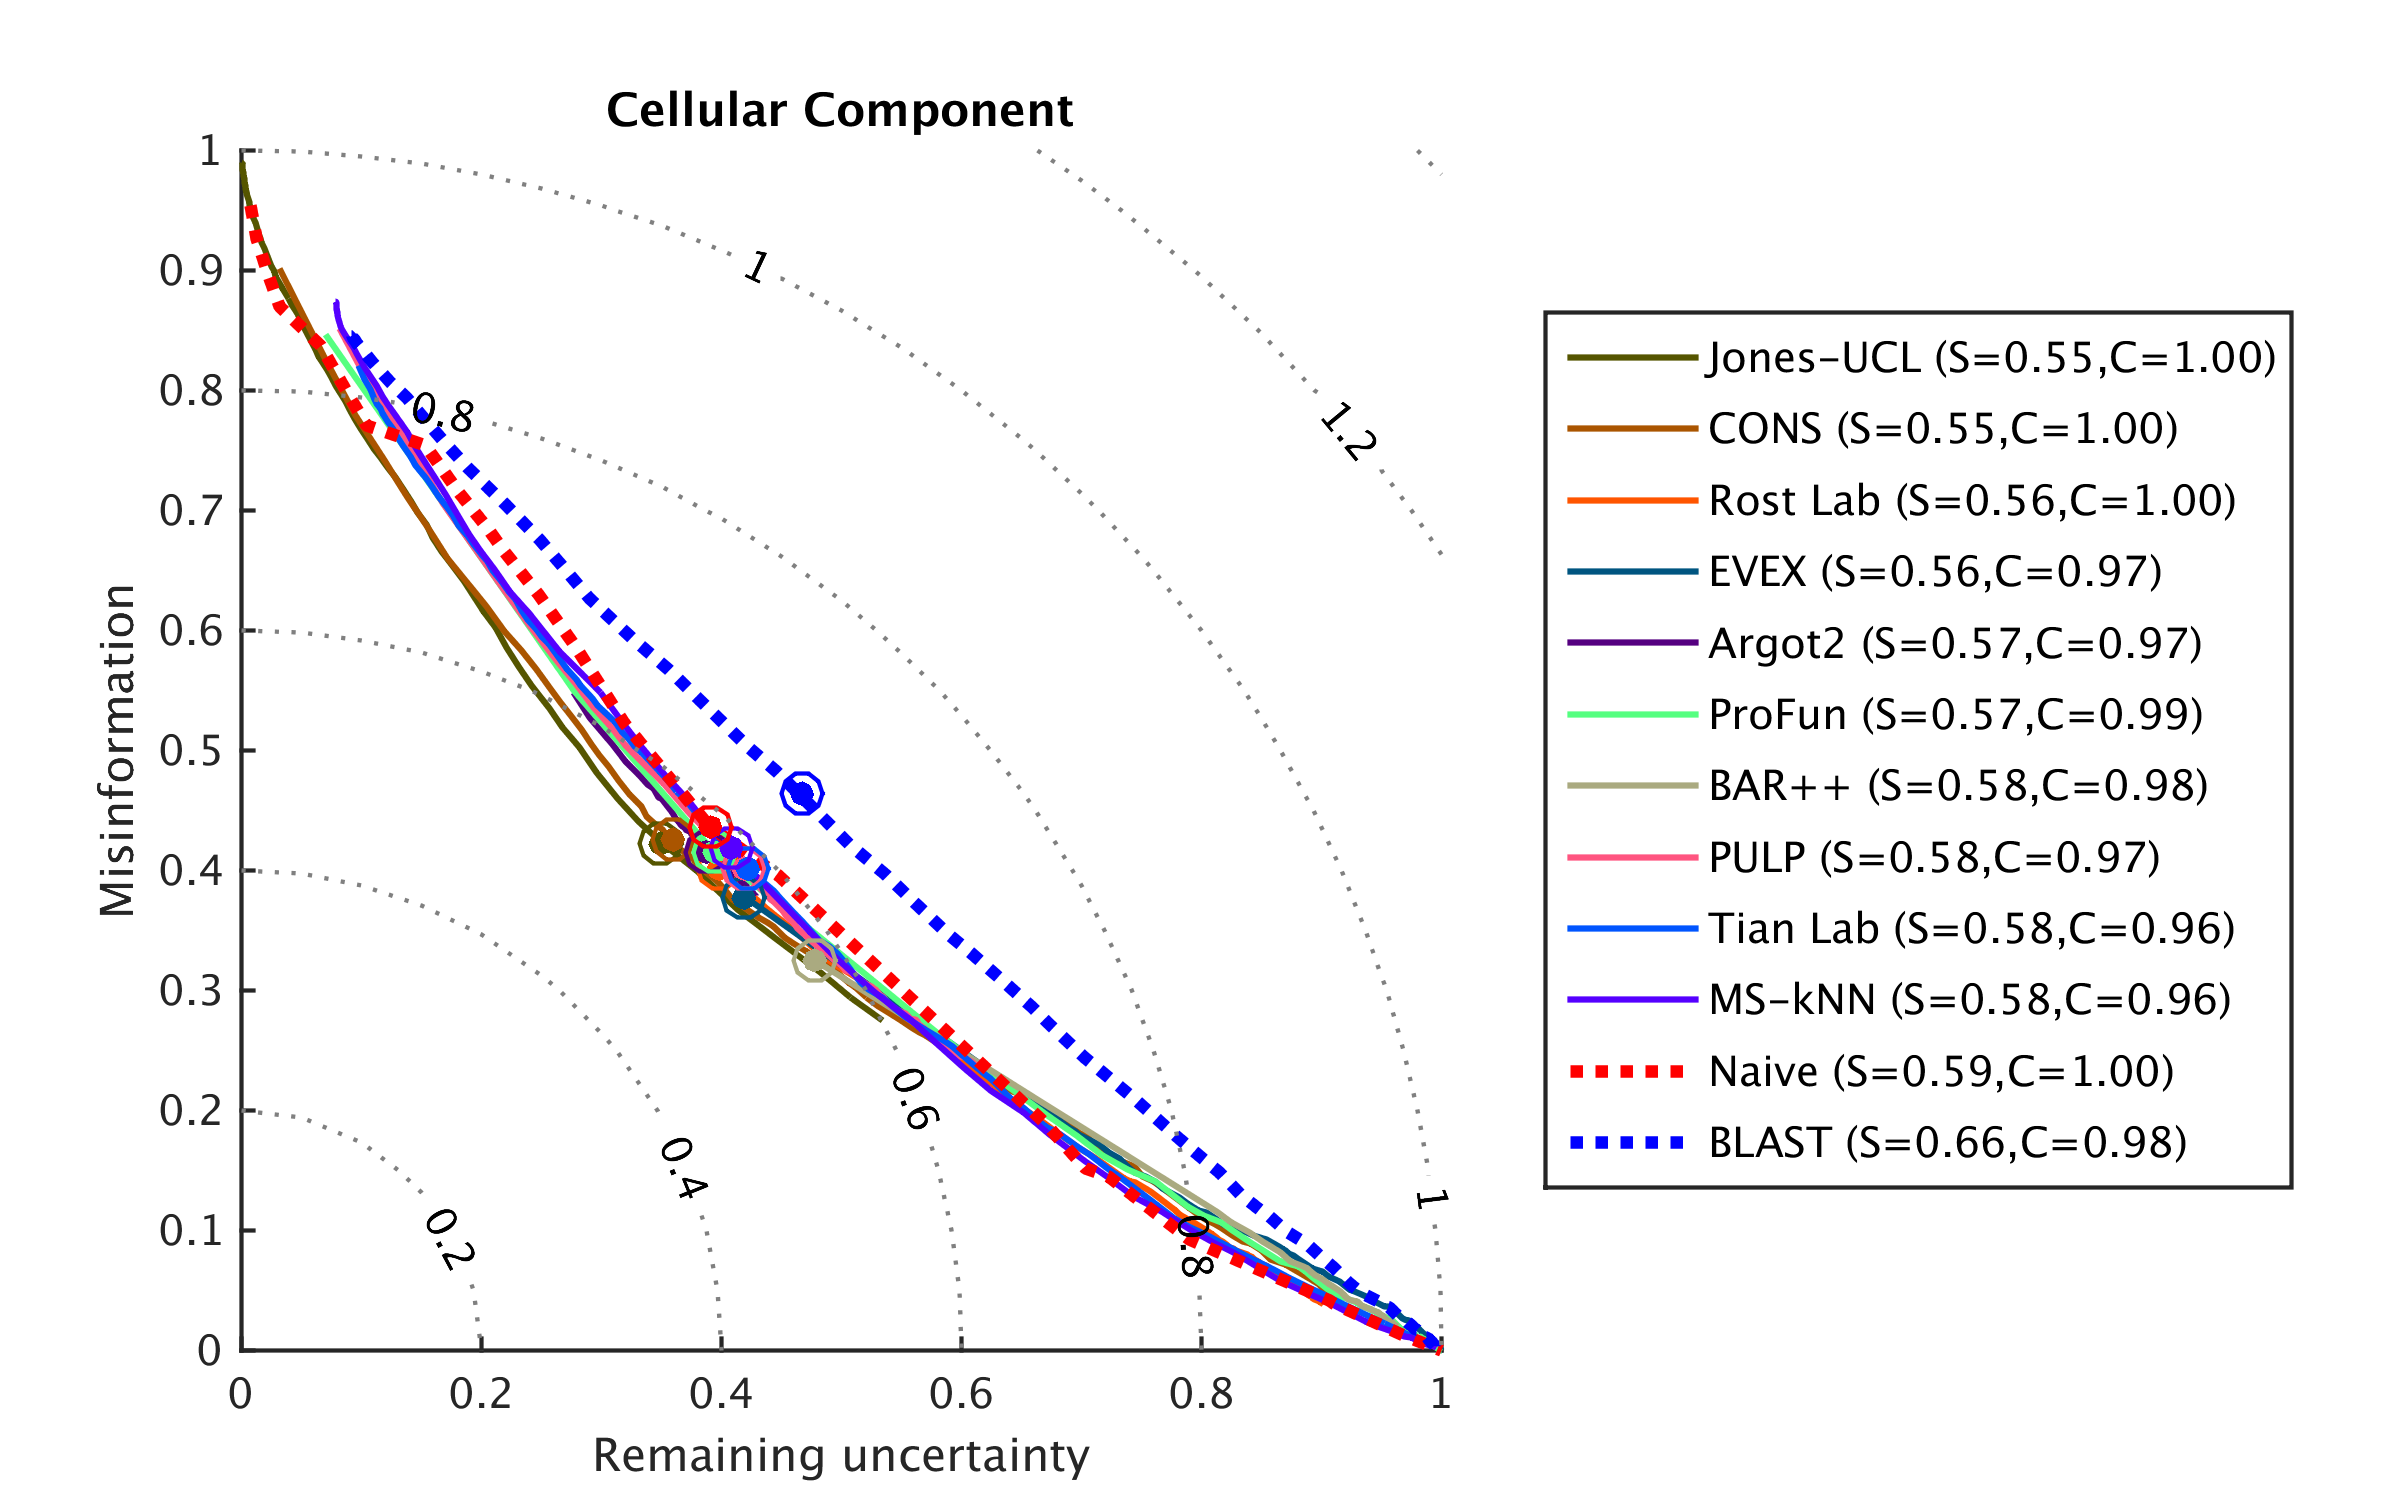 Cellular Component
1
0.9
0.8
0.7
0.6
0.5
0.4
0.3
0.2
0.1
0
0
0.2
0.4
0.6
0.8
1
Misinformation
Remaining uncertainty
1
0.8
1.2
0.6
0.4
0.2
0.8
1
Jones-UCL (S=0.55,C=1.00)
CONS (S=0.55,C=1.00)
Rost Lab (S=0.56,C=1.00)
EVEX (S=0.56,C=0.97)
Argot2 (S=0.57,C=0.97)
ProFun (S=0.57,C=0.99)
BAR++ (S=0.58,C=0.98)
PULP (S=0.58,C=0.97)
Tian Lab (S=0.58,C=0.96)
MS-kNN (S=0.58,C=0.96)
Naive (S=0.59,C=1.00)
BLAST (S=0.66,C=0.98)